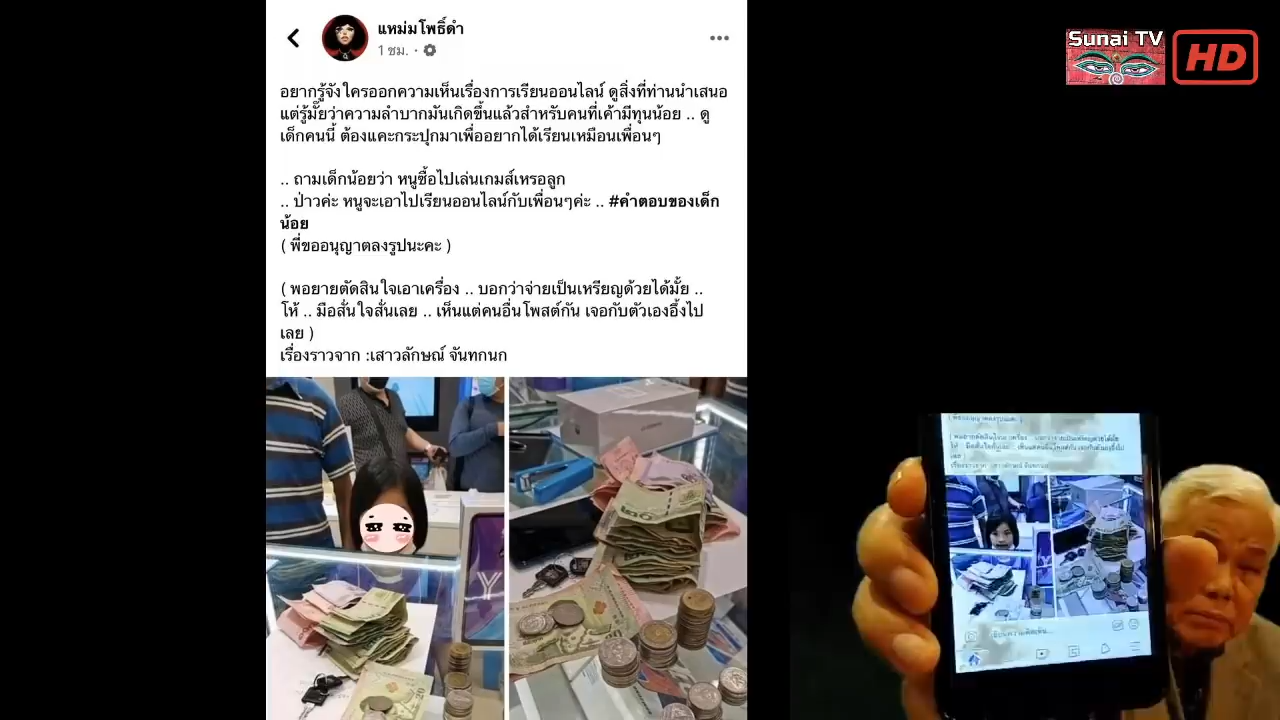 แหม่มโพธิ์ดำ
1 ชม.
อยากรู้จังใครออกความเห็นเรื่องการเรียนออนไลน์ ดูสิ่งที่ท่านนำเสนอ
แต่รู้มั๊ยว่าความลำบากมันเกิดขึ้นแล้วสำหรับคนที่เค้ามีทุนน้อย .. ดู
เด็กคนนี้ ต้องแคะกระปุกมาเพื่ออยากได้เรียนเหมือนเพื่อนๆ
.. ถามเด็กน้อยว่า หนูซื้อไปเล่นเกมส์เหรอลูก
.. ป่าวค่ะ หนูจะเอาไปเรียนออนไลน์กับเพื่อนๆค่ะ .. #คำตอบของเด็ก
น้อย
( พี่ขออนุญาตลงรูปนะคะ )
( พอยายตัดสินใจเอาเครื่อง .. บอกว่าจ่ายเป็นเหรียญด้วยได้มั้ย ..
โห้ .. มือสั่นใจสั่นเลย .. เห็นแต่คนอื่นโพสต์กัน เจอกับตัวเองอึ้งไป
เลย )
เรื่องราวจาก :เสาวลักษณ์ จันทกนก
Sunai TV
HD